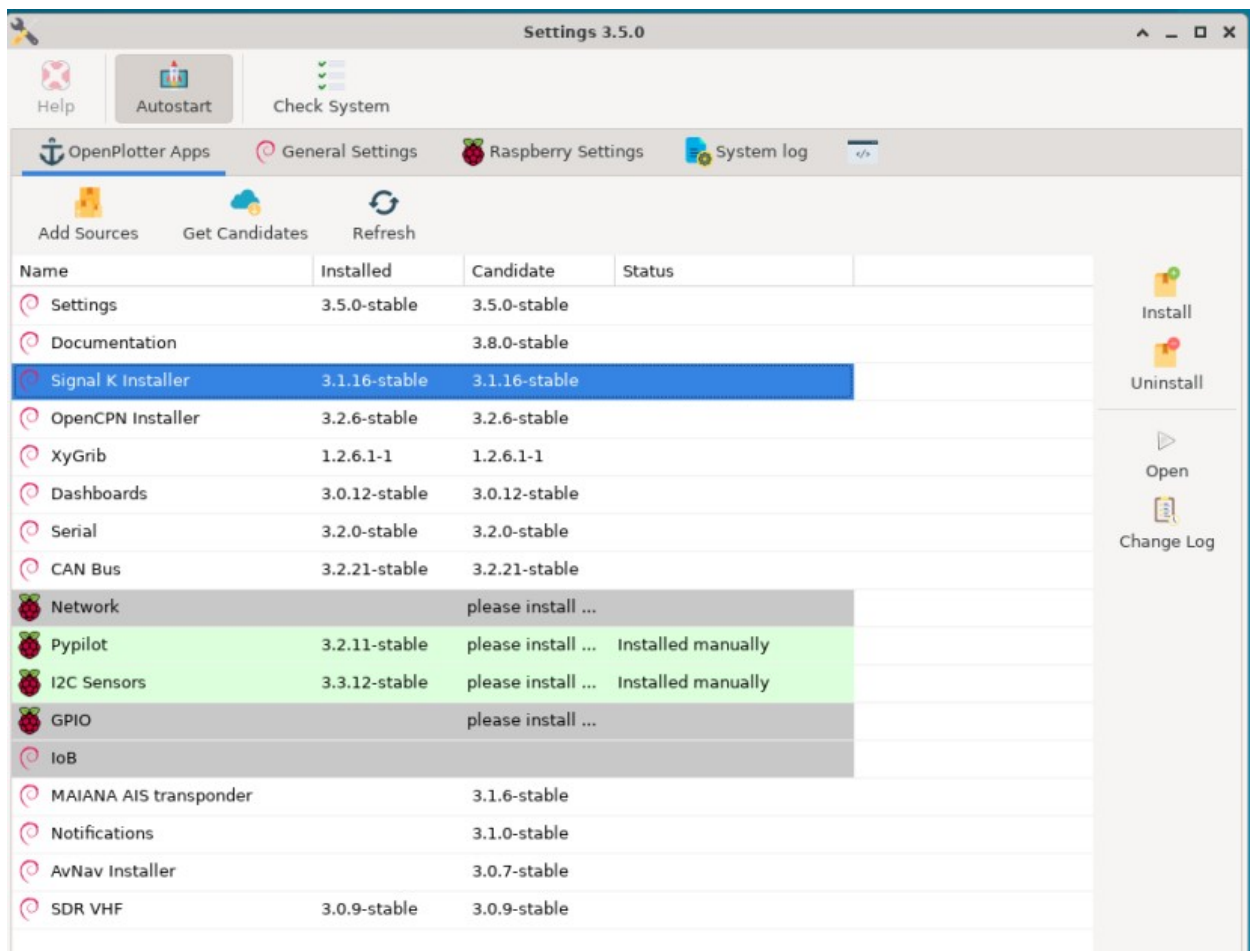 Settings 3.5.0
Help Autostart Check System
OpenPlotter Apps General Settings Raspberry Settings System log </>
Add Sources Get Candidates Refresh
Name Installed Candidate Status
Settings 3.5.0-stable 3.5.0-stable
Install
Documentation 3.8.0-stable
Signal K Installer 3.1.16-stable 3.1.16-stable
Uninstall
OpenCPN Installer 3.2.6-stable 3.2.6-stable
XyGrib 1.2.6.1-1 1.2.6.1-1
Open
Dashboards 3.0.12-stable 3.0.12-stable
Serial 3.2.0-stable 3.2.0-stable
Change Log
CAN Bus 3.2.21-stable 3.2.21-stable
Network please install ...
Pypilot 3.2.11-stable please install ... Installed manually
I2C Sensors 3.3.12-stable please install ... Installed manually
GPIO please install ...
IoB
MAIANA AIS transponder 3.1.6-stable
Notifications 3.1.0-stable
AvNav Installer 3.0.7-stable
SDR VHF 3.0.9-stable 3.0.9-stable